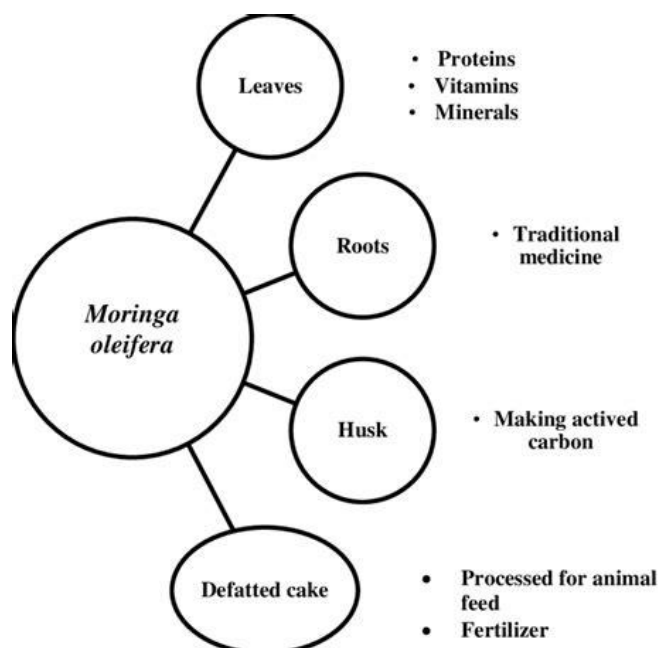 Leaves
• Proteins
• Vitamins
• Minerals
Roots
• Traditional
medicine
Moringa
oleifera
Husk
• Making actived
carbon
Defatted cake
• Processed for animal
feed
• Fertilizer